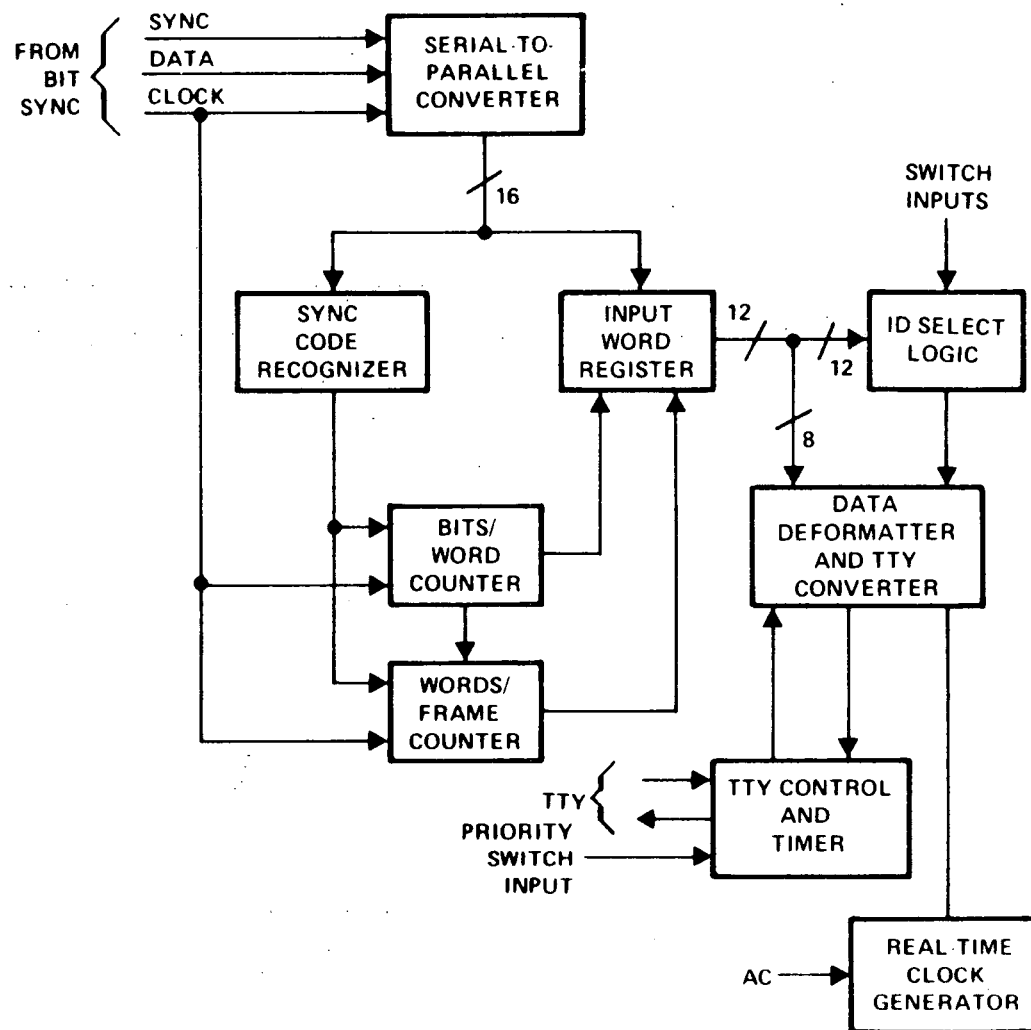 FROM
BIT
SYNC
SYNC
DATA
CLOCK
SERIAL-TO-
PARALLEL
CONVERTER
16
SYNC
CODE
RECOGNIZER
INPUT
WORD
REGISTER
12
12
8
SWITCH
INPUTS
ID SELECT
LOGIC
BITS/
WORD
COUNTER
WORDS/
FRAME
COUNTER
DATA
DEFORMATTER
AND TTY
CONVERTER
TTY
PRIORITY
SWITCH
INPUT
TTY CONTROL
AND
TIMER
AC
REAL-TIME
CLOCK
GENERATOR